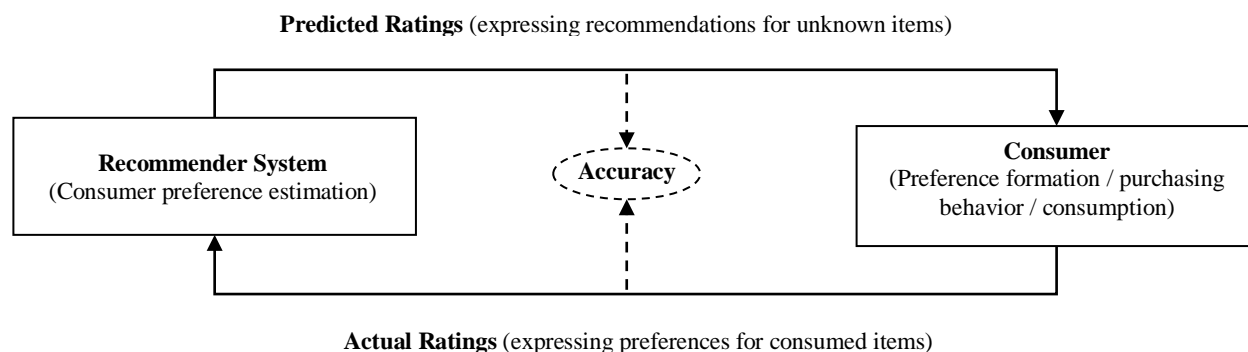 Predicted Ratings (expressing recommendations for unknown items)
Recommender System
(Consumer preference estimation)
Accuracy
Consumer
(Preference formation / purchasing
behavior / consumption)
Actual Ratings (expressing preferences for consumed items)